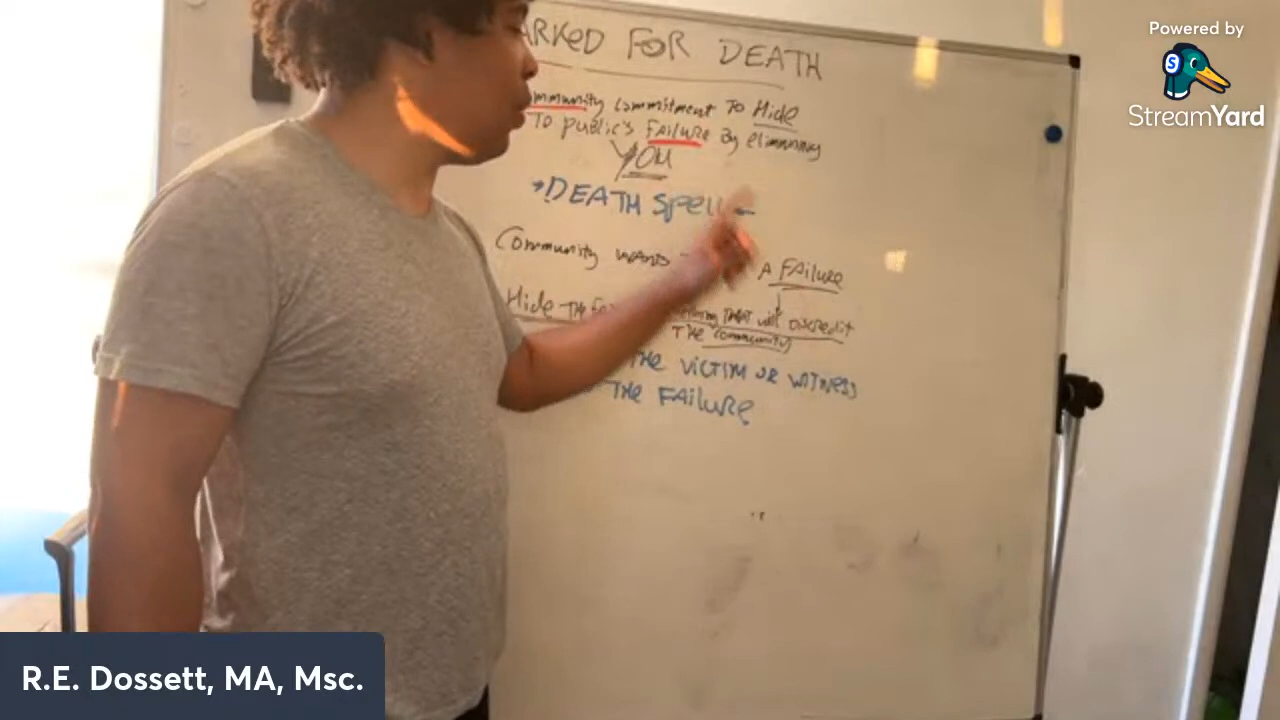 Powered by
StreamYard
ARKED FOR DEATH
mmunity commitment TO Hide
To public's FAILURE By eliminating
YOU
DEATH Spell
Community wants A FAILURE
Hide THE THAT will discredit
THE community
THE VICTIM OR WITNESS
THE FAILURE
R.E. Dossett, MA, Msc.